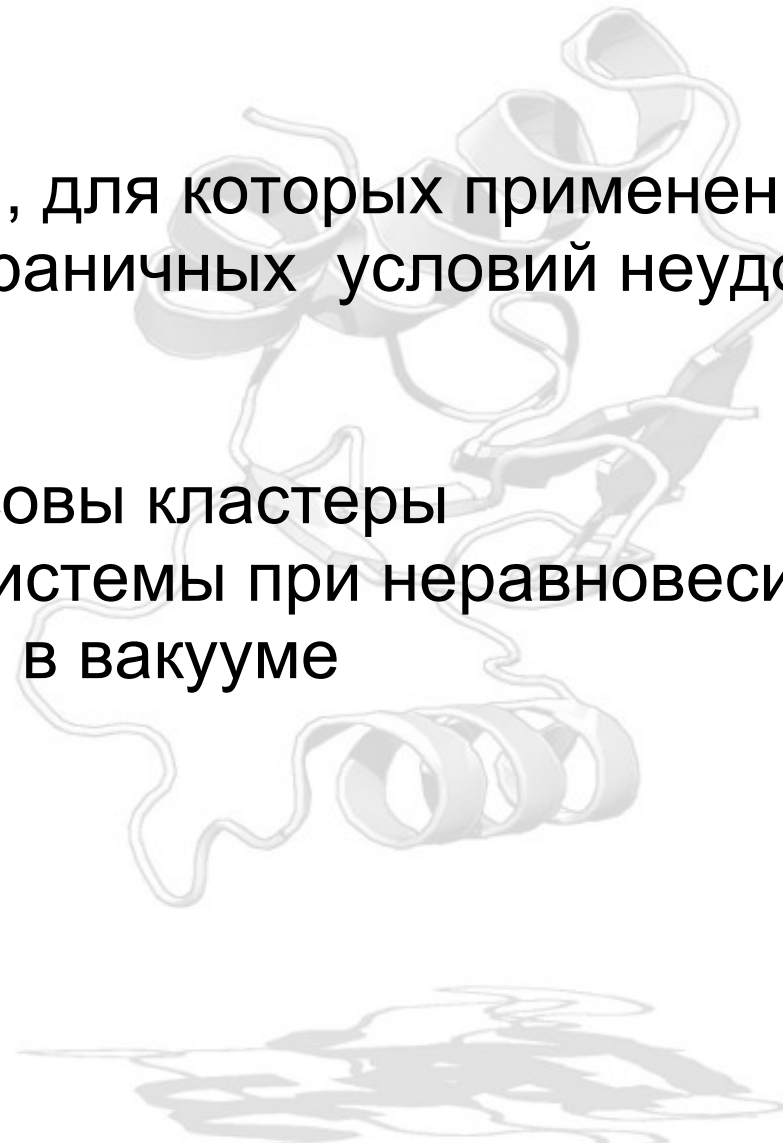 , для которых применен
раничных условий неудо
овы кластеры
истемы при неравновеси
в вакууме